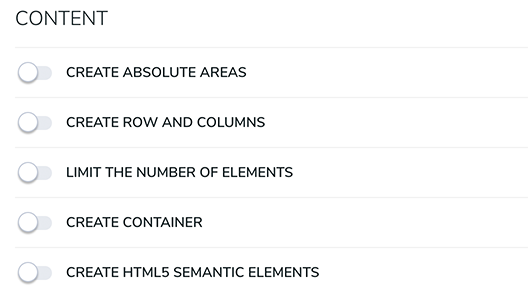 CONTENT
CREATE ABSOLUTE AREAS
CREATE ROW AND COLUMNS
LIMIT THE NUMBER OF ELEMENTS
CREATE CONTAINER
CREATE HTML5 SEMANTIC ELEMENTS